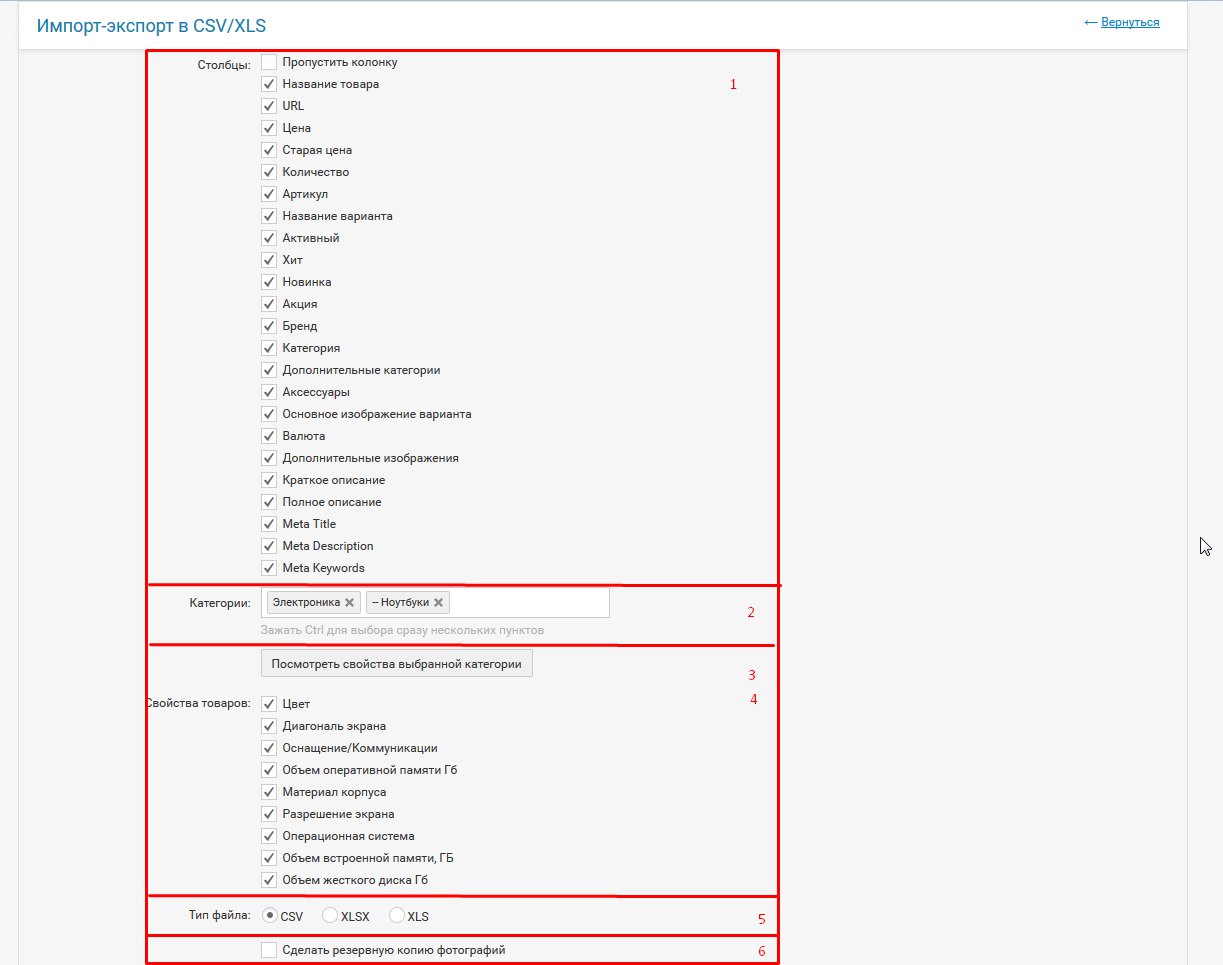 Импорт-экспорт в CSV/XLS
← Вернуться
Столбцы:
Пропустить колонку
Название товара
1
URL
Цена
Старая цена
Количество
Артикул
Название варианта
Активный
Хит
Новинка
Акция
Бренд
Категория
Дополнительные категории
Аксессуары
Основное изображение варианта
Валюта
Дополнительные изображения
Краткое описание
Полное описание
Meta Title
Meta Description
Meta Keywords
Категории:
Электроника
-- Ноутбуки
2
Зажать Ctrl для выбора сразу нескольких пунктов
Посмотреть свойства выбранной категории
3
4
Свойства товаров:
Цвет
Диагональ экрана
Оснащение/Коммуникации
Объем оперативной памяти Гб
Материал корпуса
Разрешение экрана
Операционная система
Объем встроенной памяти, ГБ
Объем жесткого диска Гб
Тип файла:
CSV
XLSX
XLS
5
Сделать резервную копию фотографий
6